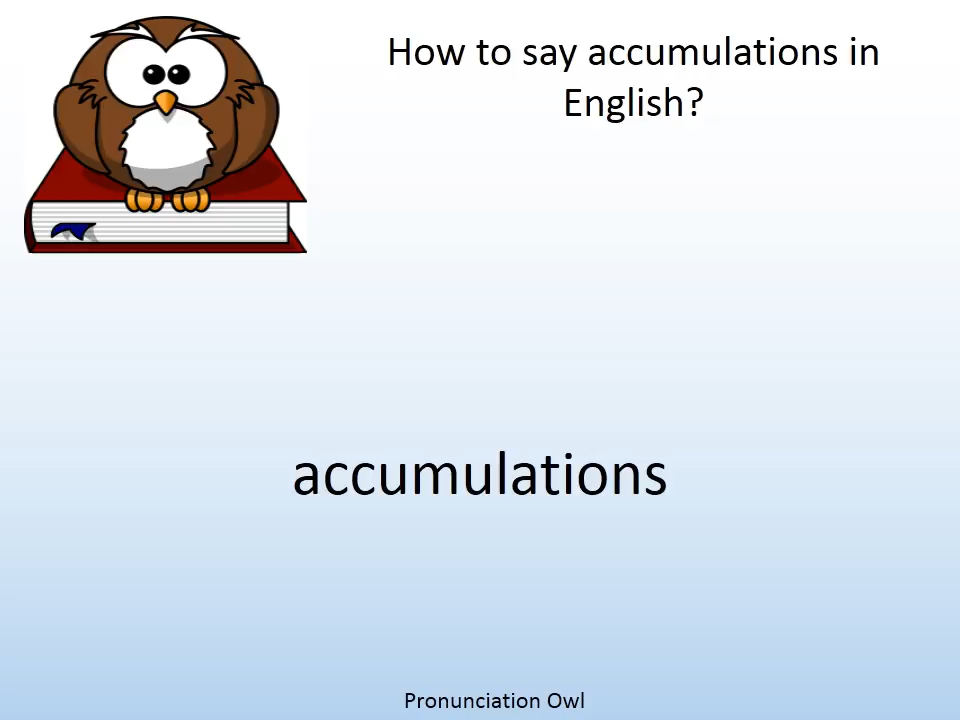 How to say accumulations in
English?
accumulations
Pronunciation Owl